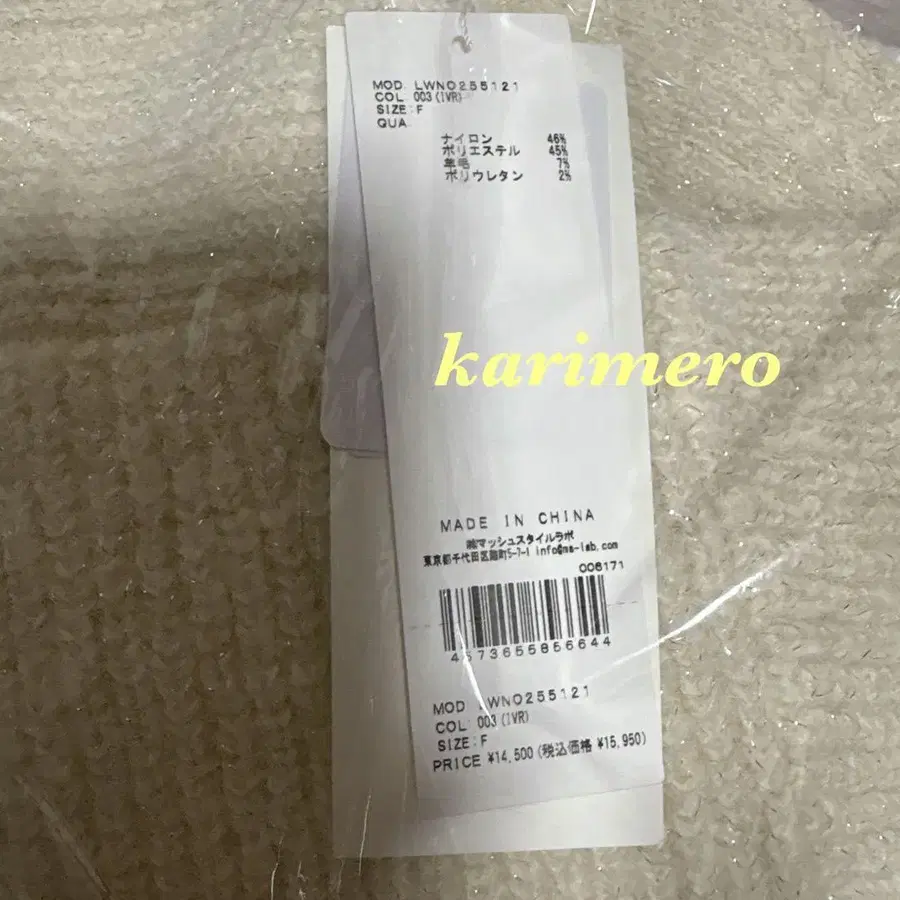 MOD. LWNO255121
COL. 003(IVR)
SIZE:F
QUA.
ナイロン 46%
ポリエステル 45%
羊毛 7%
ポリウレタン 2%
karimero
MADE IN CHINA
㈱マッシュスタイルラボ
東京都千代田区麹町5-7-1 info@ms-lab.com
006171
4573655856644
MOD LWNO255121
COL: 003(IVR)
SIZE:F
PRICE ¥14,500(税込価格 ¥15,950)